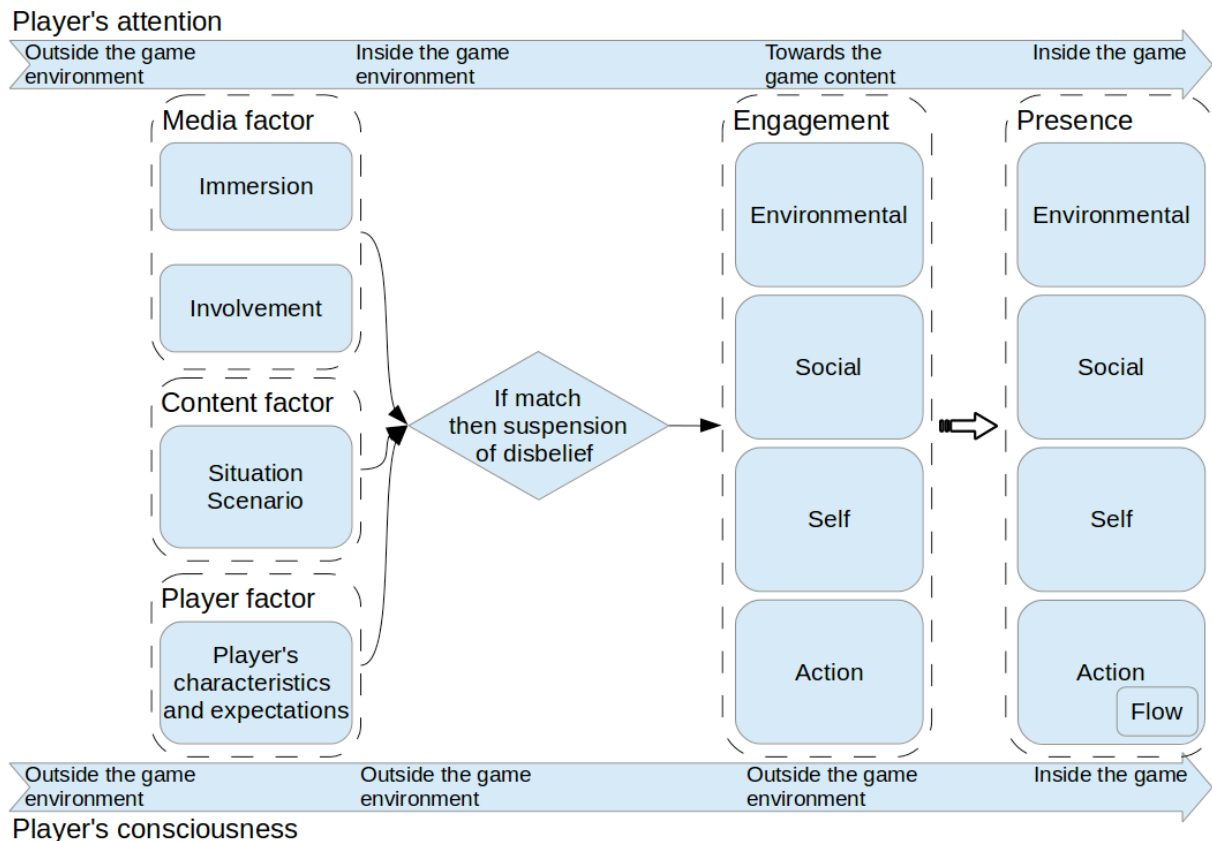 Player's attention
Outside the game
environment
Inside the game
environment
Towards the
game content
Inside the game
Media factor
Immersion
Involvement
Content factor
Situation
Scenario
Player factor
Player's
characteristics
and expectations
If match
then suspension
of disbelief
Engagement
Environmental
Social
Self
Action
Presence
Environmental
Social
Self
Action
Flow
Outside the game
environment
Outside the game
environment
Outside the game
environment
Inside the game
Player's consciousness